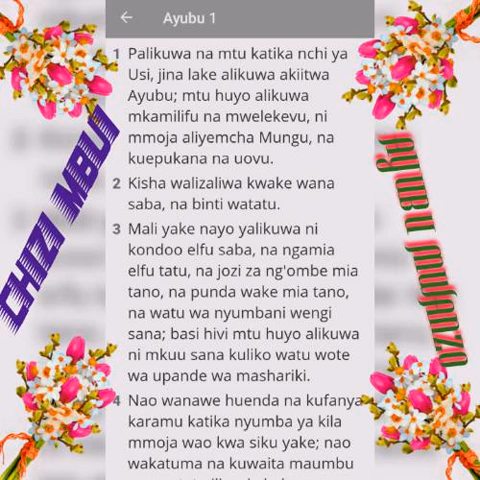 Ayubu 1
1 Palikuwa na mtu katika nchi ya
Usi, jina lake alikuwa akiitwa
Ayubu; mtu huyo alikuwa
mkamilifu na mwelekevu, ni
mmoja aliyemcha Mungu, na
kuepukana na uovu.
2 Kisha walizaliwa kwake wana
saba, na binti watatu.
3 Mali yake nayo yalikuwa ni
kondoo elfu saba, na ngamia
elfu tatu, na jozi za ng'ombe mia
tano, na punda wake mia tano,
na watu wa nyumbani wengi
sana; basi hivi mtu huyo alikuwa
ni mkuu sana kuliko watu wote
wa upande wa mashariki.
4 Nao wanawe huenda na kufanya
karamu katika nyumba ya kila
mmoja wao kwa siku yake; nao
wakatuma na kuwaita maumbu
CHIZI MBUI